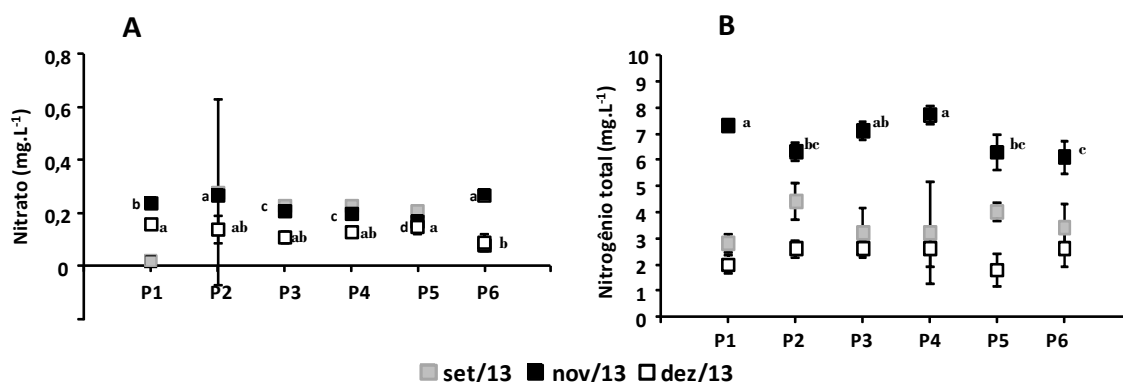 A
Nitrato (mg.L⁻¹)
0,8
0,6
0,4
0,2
0
b a c c d a
a ab ab ab a b
P1 P2 P3 P4 P5 P6
B
Nitrogênio total (mg.L⁻¹)
10
9
8
7
6
5
4
3
2
1
0
a bc ab a bc c
P1 P2 P3 P4 P5 P6
set/13 nov/13 dez/13